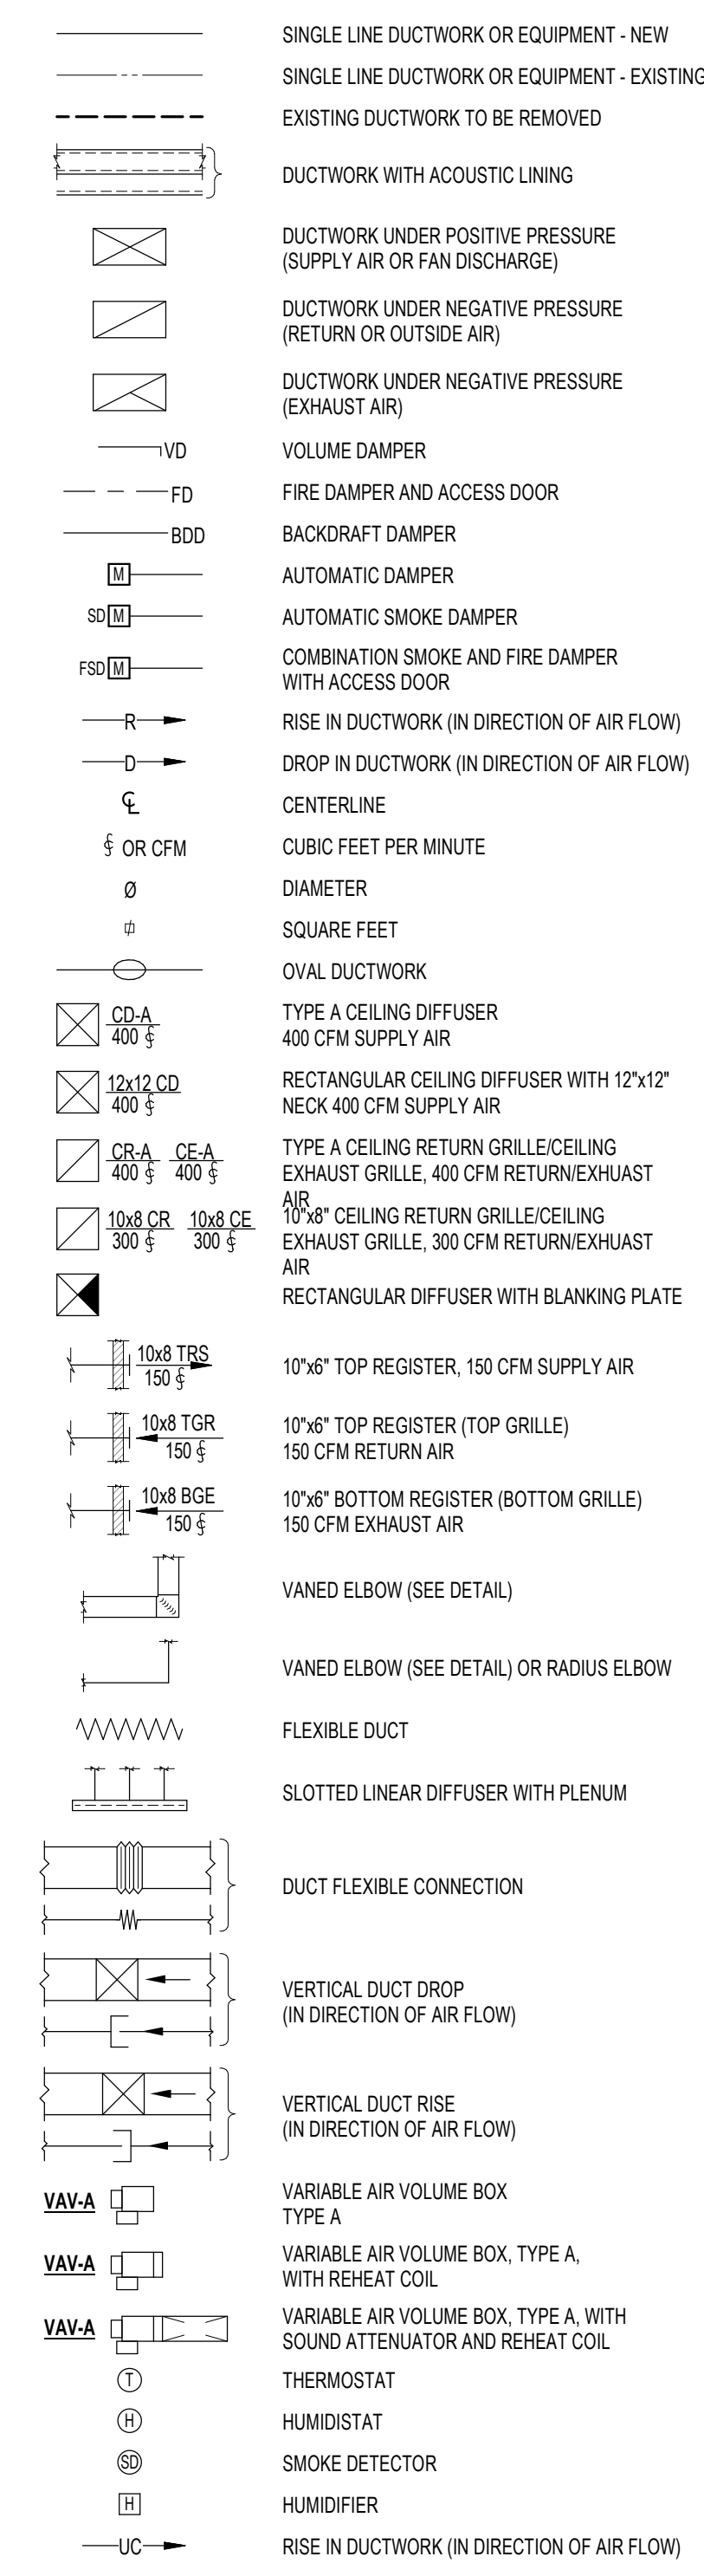 SINGLE LINE DUCTWORK OR EQUIPMENT - NEW
SINGLE LINE DUCTWORK OR EQUIPMENT - EXISTING
EXISTING DUCTWORK TO BE REMOVED
DUCTWORK WITH ACOUSTIC LINING
DUCTWORK UNDER POSITIVE PRESSURE
(SUPPLY AIR OR FAN DISCHARGE)
DUCTWORK UNDER NEGATIVE PRESSURE
(RETURN OR OUTSIDE AIR)
DUCTWORK UNDER NEGATIVE PRESSURE
(EXHAUST AIR)
VD VOLUME DAMPER
FD FIRE DAMPER AND ACCESS DOOR
BDD BACKDRAFT DAMPER
M AUTOMATIC DAMPER
SD M AUTOMATIC SMOKE DAMPER
FSD M COMBINATION SMOKE AND FIRE DAMPER
WITH ACCESS DOOR
R RISE IN DUCTWORK (IN DIRECTION OF AIR FLOW)
D DROP IN DUCTWORK (IN DIRECTION OF AIR FLOW)
℄ CENTERLINE
OR CFM CUBIC FEET PER MINUTE
Ø DIAMETER
SQUARE FEET
OVAL DUCTWORK
CD-A TYPE A CEILING DIFFUSER
400 400 CFM SUPPLY AIR
12x12 CD RECTANGULAR CEILING DIFFUSER WITH 12"x12"
400 NECK 400 CFM SUPPLY AIR
CR-A CE-A TYPE A CEILING RETURN GRILLE/CEILING
400 400 EXHAUST GRILLE, 400 CFM RETURN/EXHUAST
AIR
10x8 CR 10x8 CE 10"x8" CEILING RETURN GRILLE/CEILING
300 300 EXHAUST GRILLE, 300 CFM RETURN/EXHUAST
AIR
RECTANGULAR DIFFUSER WITH BLANKING PLATE
10x8 TRS
150 10"x6" TOP REGISTER, 150 CFM SUPPLY AIR
10x8 TGR 10"x6" TOP REGISTER (TOP GRILLE)
150 150 CFM RETURN AIR
10x8 BGE 10"x6" BOTTOM REGISTER (BOTTOM GRILLE)
150 150 CFM EXHAUST AIR
VANED ELBOW (SEE DETAIL)
VANED ELBOW (SEE DETAIL) OR RADIUS ELBOW
FLEXIBLE DUCT
SLOTTED LINEAR DIFFUSER WITH PLENUM
DUCT FLEXIBLE CONNECTION
VERTICAL DUCT DROP
(IN DIRECTION OF AIR FLOW)
VERTICAL DUCT RISE
(IN DIRECTION OF AIR FLOW)
VAV-A VARIABLE AIR VOLUME BOX
TYPE A
VAV-A VARIABLE AIR VOLUME BOX, TYPE A,
WITH REHEAT COIL
VAV-A VARIABLE AIR VOLUME BOX, TYPE A, WITH
SOUND ATTENUATOR AND REHEAT COIL
T THERMOSTAT
H HUMIDISTAT
SD SMOKE DETECTOR
H HUMIDIFIER
UC RISE IN DUCTWORK (IN DIRECTION OF AIR FLOW)